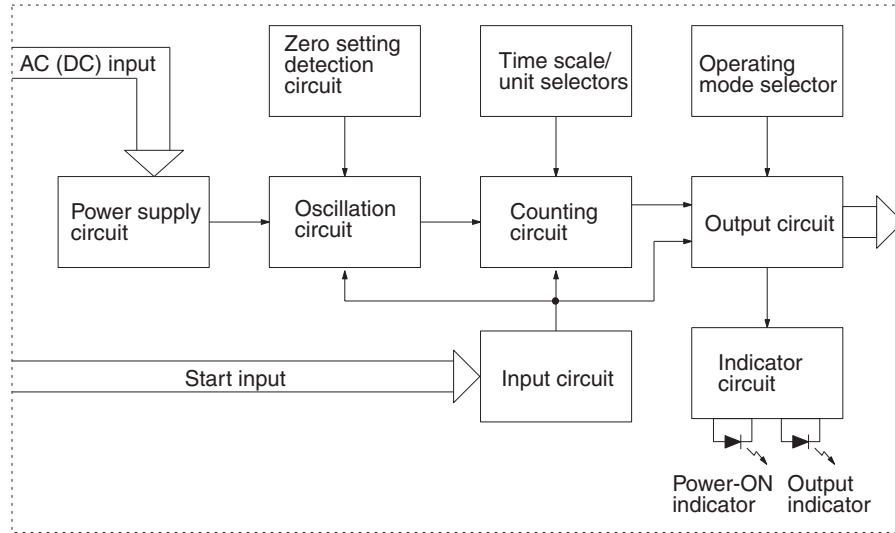 AC (DC) input
Zero setting
detection
circuit
Time scale/
unit selectors
Operating
mode selector
Power supply
circuit
Oscillation
circuit
Counting
circuit
Output circuit
Start input
Input circuit
Indicator
circuit
Power-ON
indicator
Output
indicator